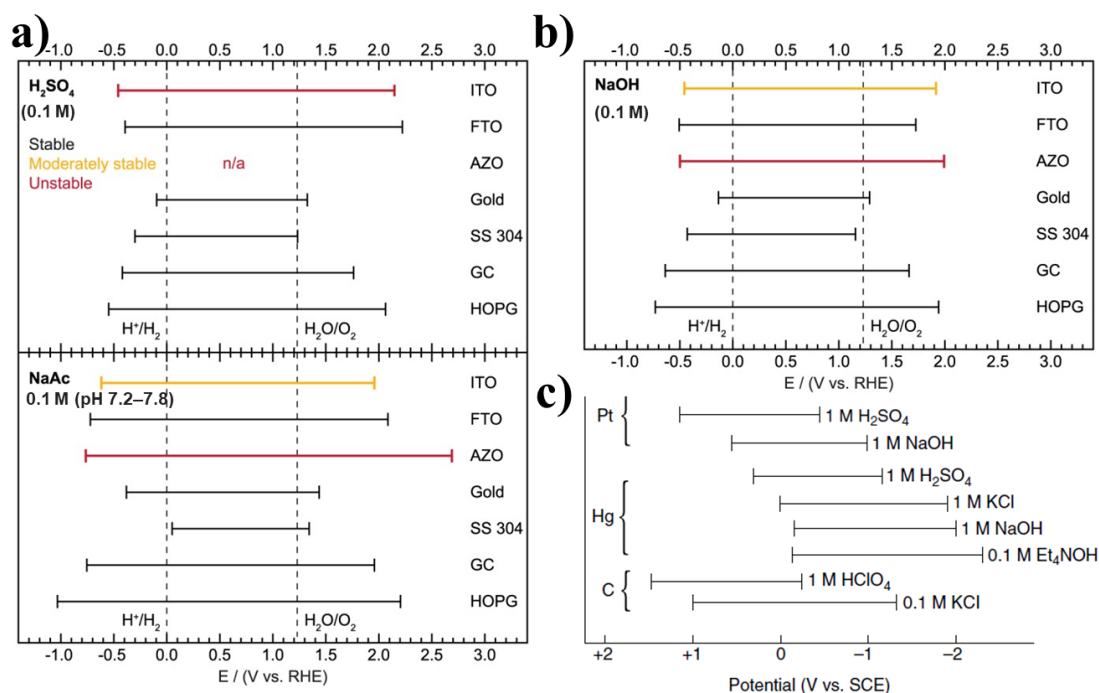 a)
-1.0 -0.5 0.0 0.5 1.0 1.5 2.0 2.5 3.0
H₂SO₄
(0.1 M)
Stable
Moderately stable
Unstable
n/a
ITO
FTO
AZO
Gold
SS 304
GC
HOPG
H⁺/H₂ H₂O/O₂
NaAc
0.1 M (pH 7.2–7.8)
ITO
FTO
AZO
Gold
SS 304
GC
HOPG
H⁺/H₂ H₂O/O₂
-1.0 -0.5 0.0 0.5 1.0 1.5 2.0 2.5 3.0
E / (V vs. RHE)
b)
-1.0 -0.5 0.0 0.5 1.0 1.5 2.0 2.5 3.0
NaOH
(0.1 M)
ITO
FTO
AZO
Gold
SS 304
GC
HOPG
H⁺/H₂ H₂O/O₂
-1.0 -0.5 0.0 0.5 1.0 1.5 2.0 2.5 3.0
E / (V vs. RHE)
c)
Pt
1 M H₂SO₄
1 M NaOH
Hg
1 M H₂SO₄
1 M KCl
1 M NaOH
0.1 M Et₄NOH
C
1 M HClO₄
0.1 M KCl
+2 +1 0 –1 –2
Potential (V vs. SCE)